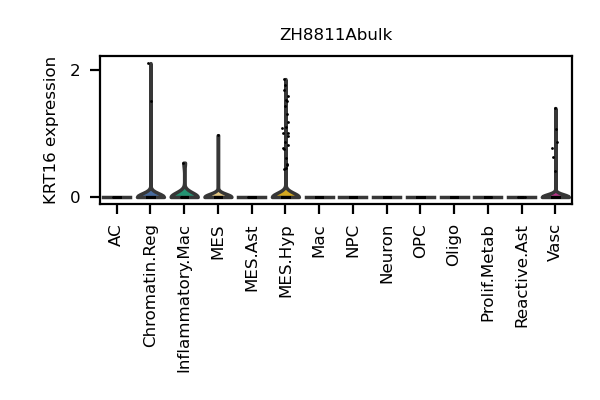 ZH8811Abulk
KRT16 expression
2
0
AC
Chromatin.Reg
Inflammatory.Mac
MES
MES.Ast
MES.Hyp
Mac
NPC
Neuron
OPC
Oligo
Prolif.Metab
Reactive.Ast
Vasc